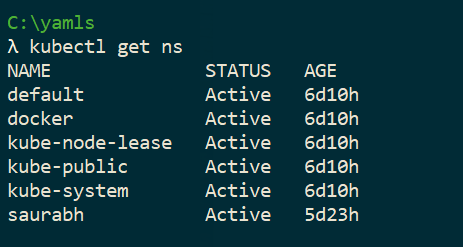 C:\yamls
λ kubectl get ns
NAME STATUS AGE
default Active 6d10h
docker Active 6d10h
kube-node-lease Active 6d10h
kube-public Active 6d10h
kube-system Active 6d10h
saurabh Active 5d23h